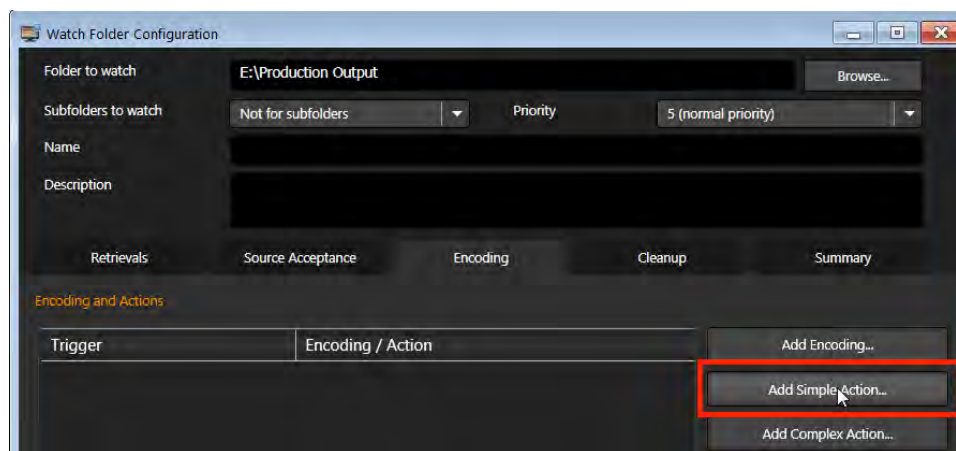 Watch Folder Configuration
Folder to watch E:\Production Output Browse...
Subfolders to watch Not for subfolders Priority 5 (normal priority)
Name
Description
Retrievals Source Acceptance Encoding Cleanup Summary
Encoding and Actions
Trigger Encoding / Action Add Encoding...
Add Simple Action...
Add Complex Action...